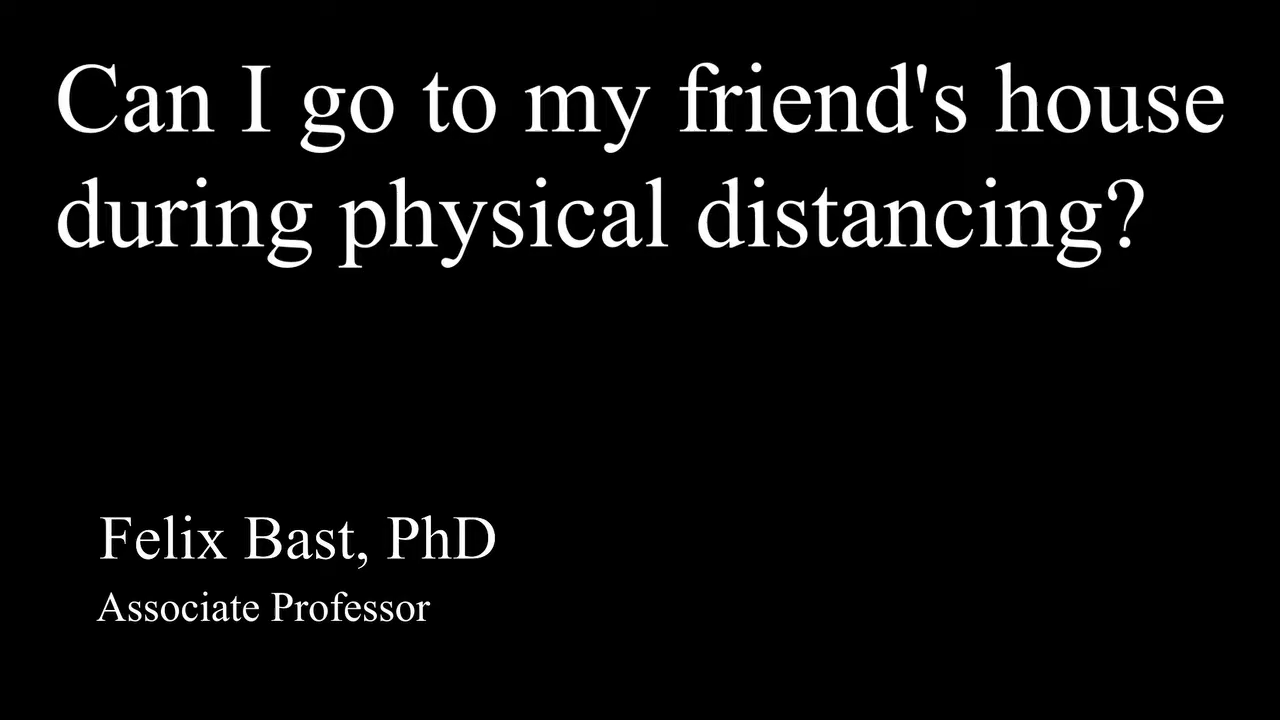 Can I go to my friend's house
during physical distancing?
Felix Bast, PhD
Associate Professor